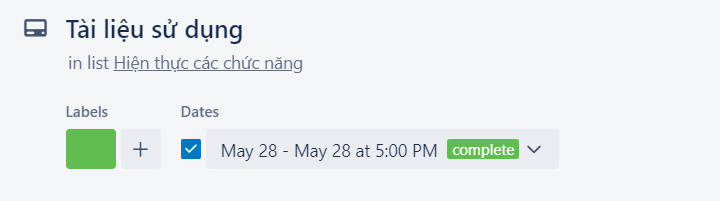 Tài liệu sử dụng
in list Hiện thực các chức năng
Labels Dates
May 28 - May 28 at 5:00 PM complete